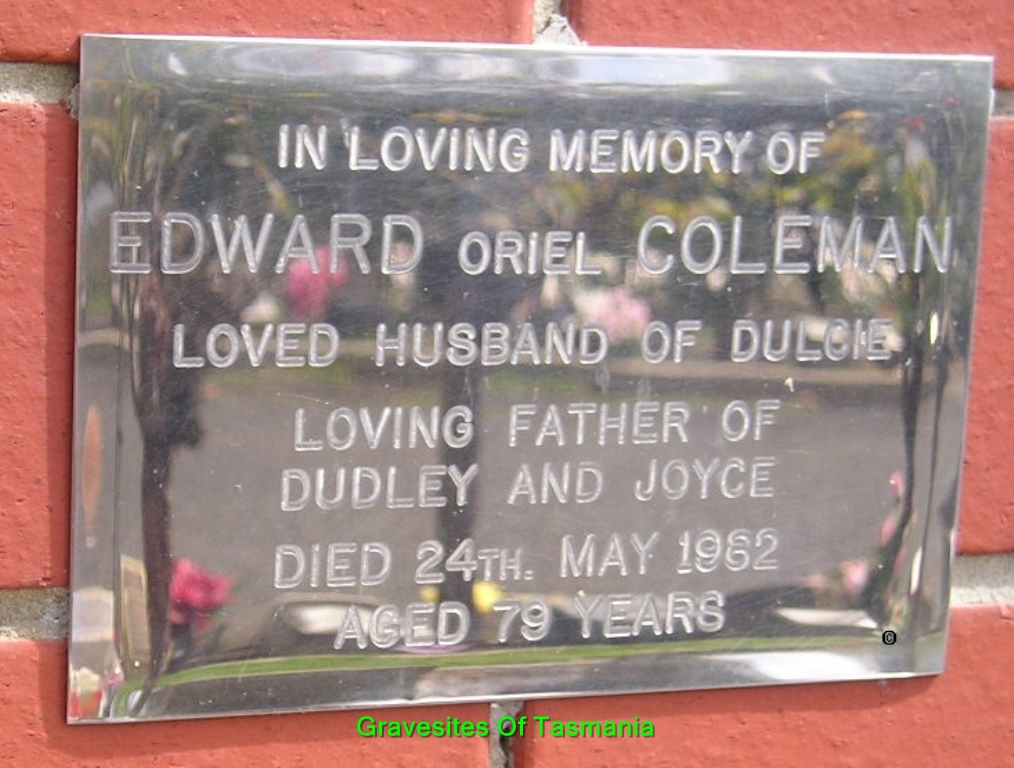 IN LOVING MEMORY OF
EDWARD ORIEL COLEMAN
LOVED HUSBAND OF DULCIE
LOVING FATHER OF
DUDLEY AND JOYCE
DIED 24TH. MAY 1962
AGED 79 YEARS
©
Gravesites Of Tasmania